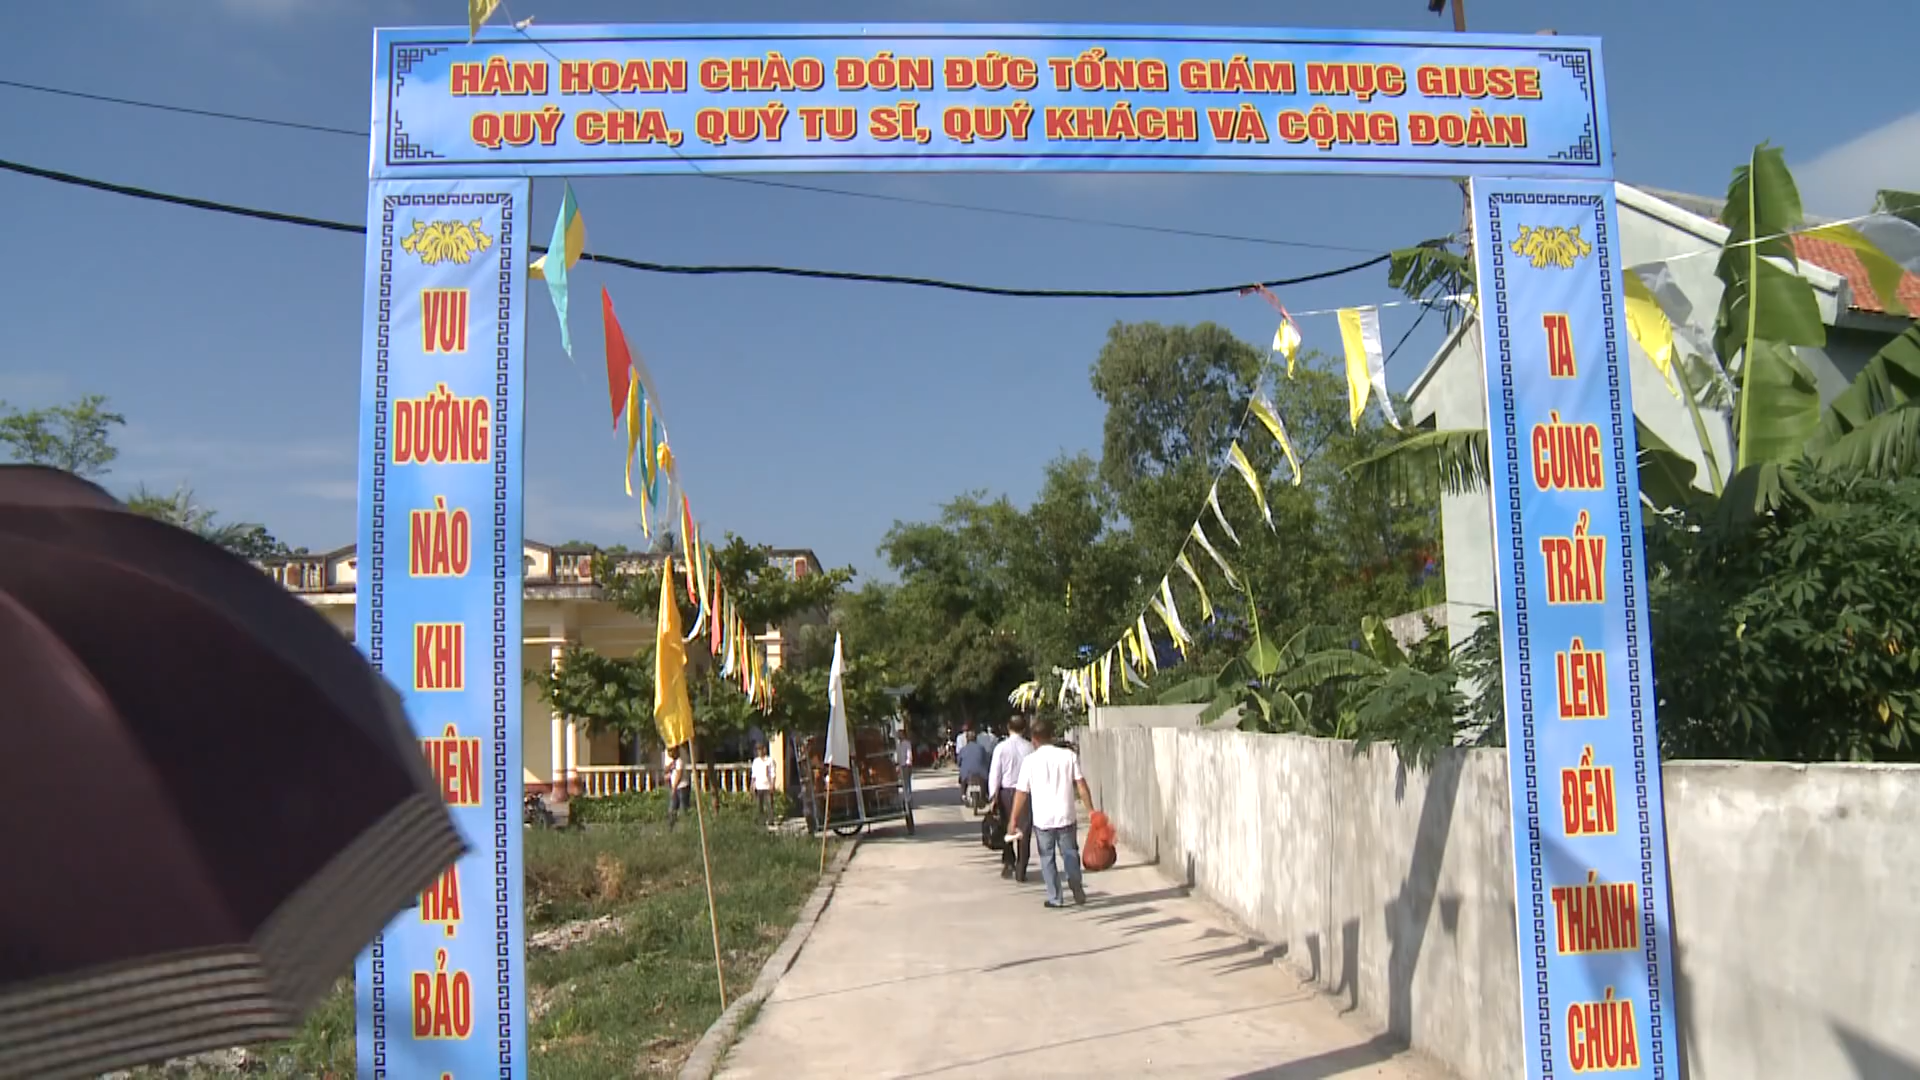 HÂN HOAN CHÀO ĐÓN ĐỨC TỔNG GIÁM MỤC GIUSE
QUÝ CHA, QUÝ TU SĨ, QUÝ KHÁCH VÀ CỘNG ĐOÀN
VUI
DƯỜNG
NÀO
KHI
BẢO
TA
CÙNG
TRẨY
LÊN
ĐỀN
THÁNH
CHÚA